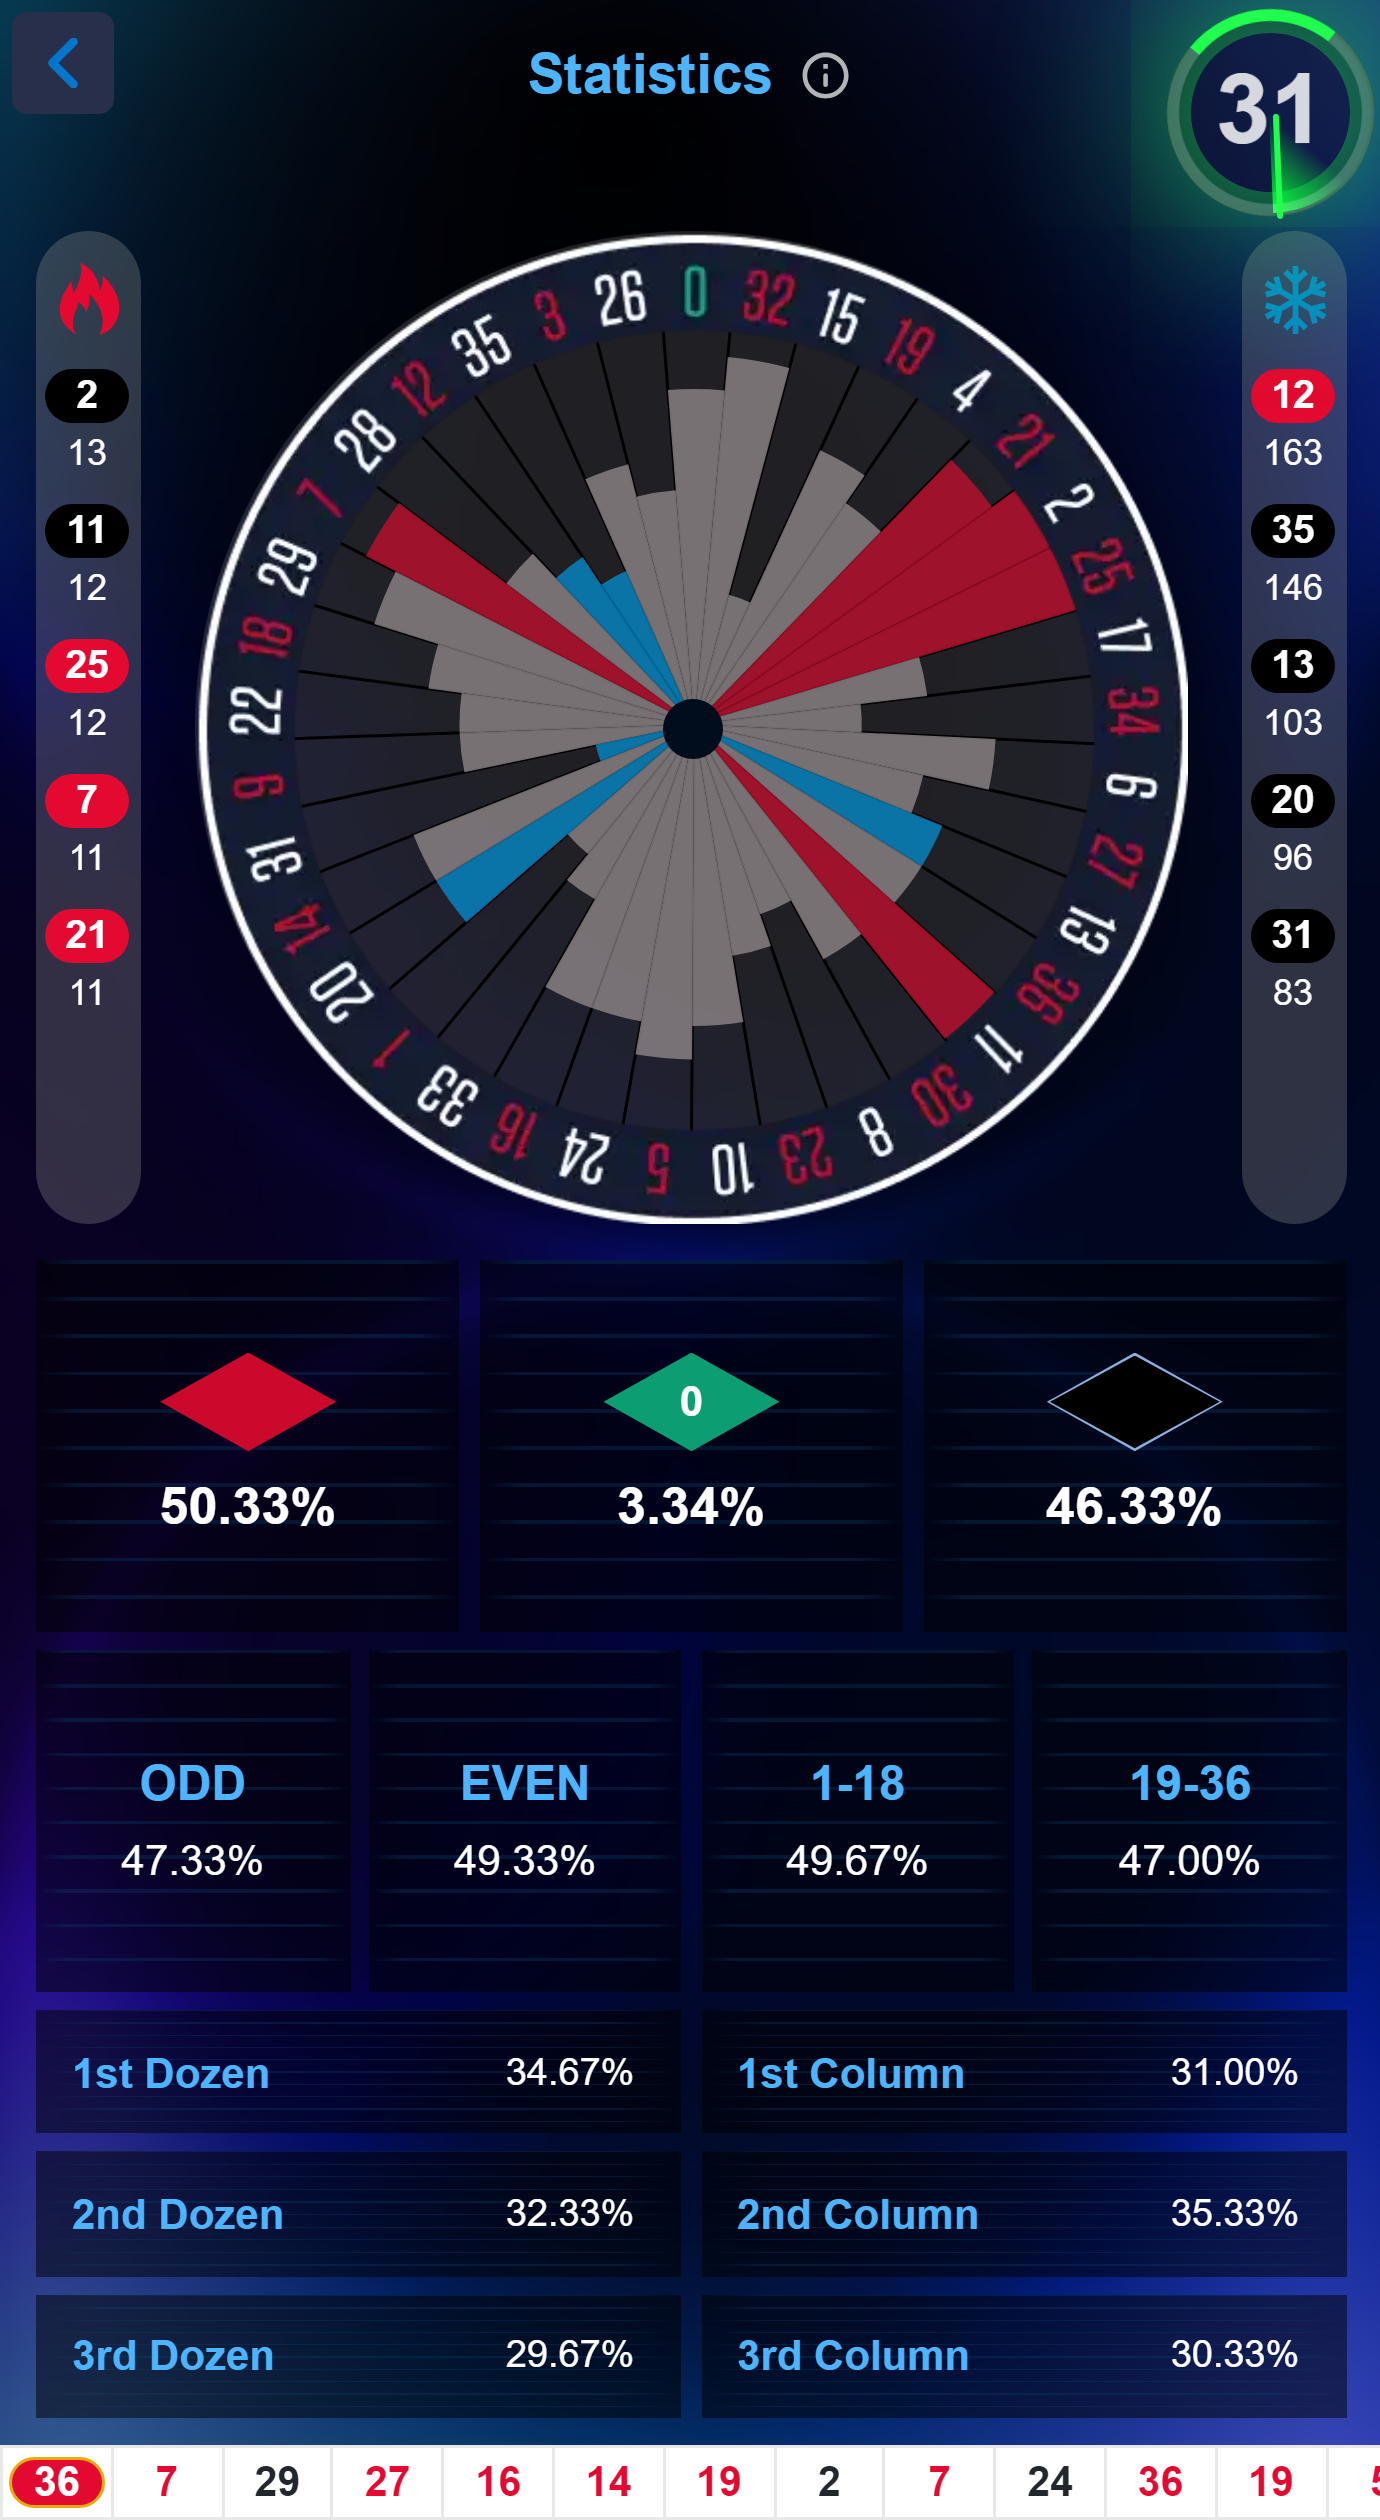 Statistics
31
0 32 15 19 4 21 2 25 17 34 6 27 13 36 11 30 8 23 10 5 24 16 33 1 20 14 31 9 22 18 29 7 28 12 35 3 26
2
13
11
12
25
12
7
11
21
11
12
163
35
146
13
103
20
96
31
83
0
50.33% 3.34% 46.33%
ODD EVEN 1-18 19-36
47.33% 49.33% 49.67% 47.00%
1st Dozen 34.67% 1st Column 31.00%
2nd Dozen 32.33% 2nd Column 35.33%
3rd Dozen 29.67% 3rd Column 30.33%
36 7 29 27 16 14 19 2 7 24 36 19